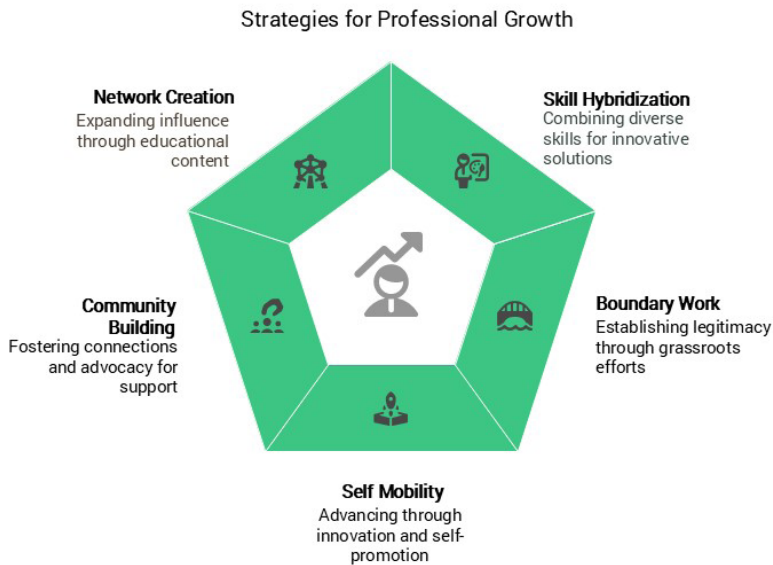 Strategies for Professional Growth
Network Creation
Expanding influence
through educational
content
Skill Hybridization
Combining diverse
skills for innovative
solutions
Community
Building
Fostering connections
and advocacy for
support
Boundary Work
Establishing legitimacy
through grassroots
efforts
Self Mobility
Advancing through
innovation and self-
promotion